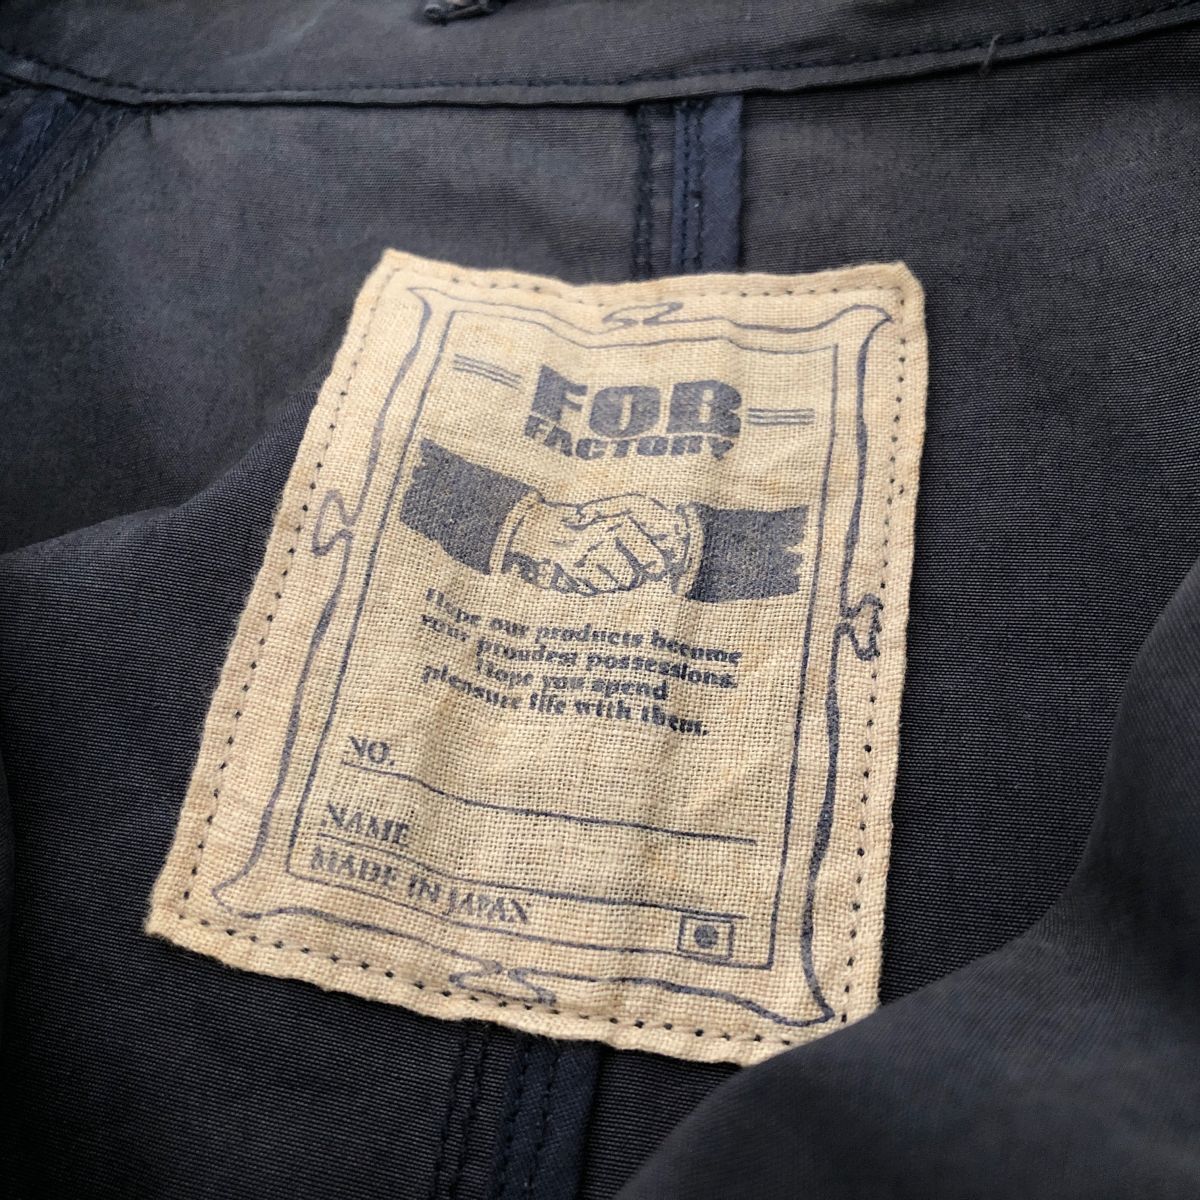 FOB
FACTORY
Hope our products become
your proudest possessions.
Hope you spend
pleasure life with them.
NO.
NAME
MADE IN JAPAN